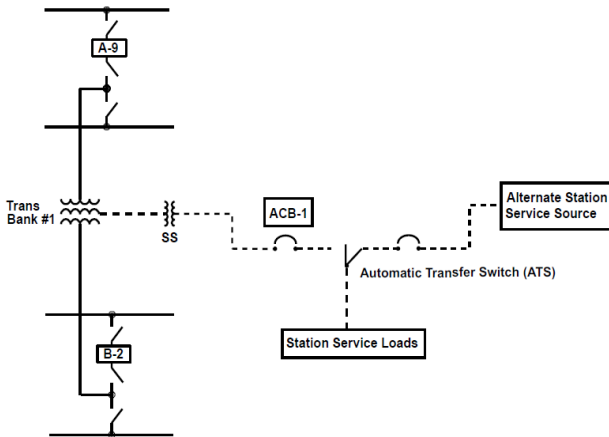 A-9
Trans
Bank #1
SS
ACB-1
Alternate Station
Service Source
Automatic Transfer Switch (ATS)
Station Service Loads
B-2